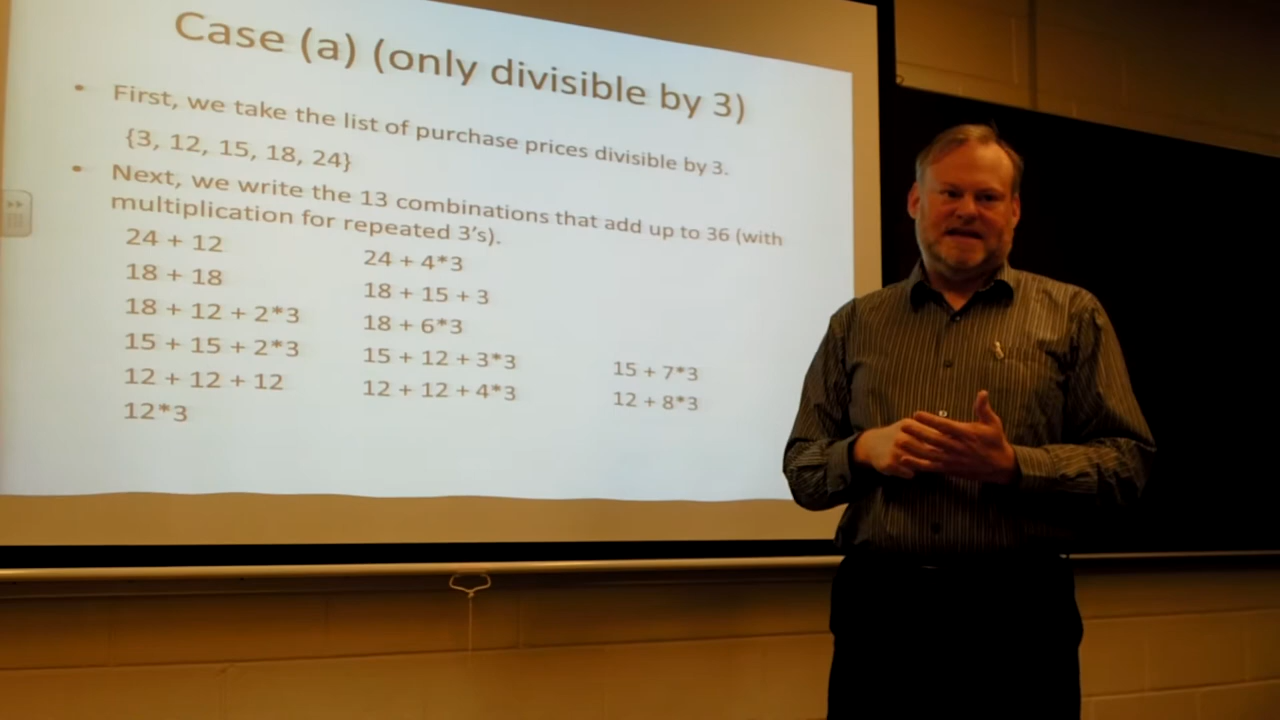 Case (a) (only divisible by 3)
• First, we take the list of purchase prices divisible by 3.
{3, 12, 15, 18, 24}
• Next, we write the 13 combinations that add up to 36 (with
multiplication for repeated 3's).
24 + 12
24 + 4*3
18 + 18
18 + 15 + 3
18 + 12 + 2*3
18 + 6*3
15 + 15 + 2*3
15 + 12 + 3*3
15 + 7*3
12 + 12 + 12
12 + 12 + 4*3
12 + 8*3
12*3